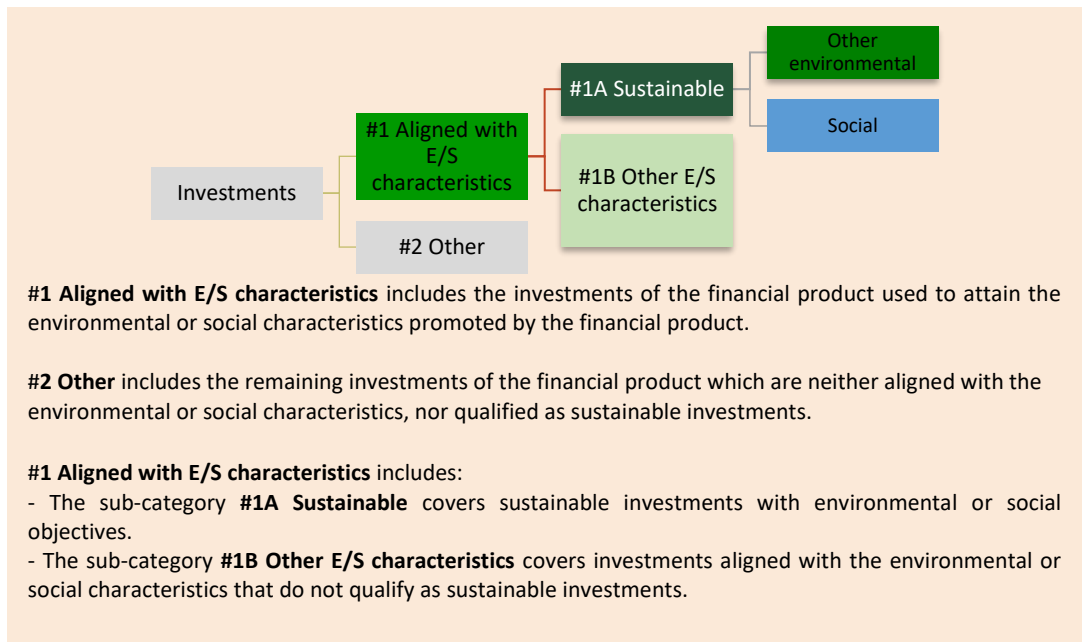 Other
environmental
#1A Sustainable
Social
#1 Aligned with
E/S
characteristics
#1B Other E/S
characteristics
Investments
#2 Other
#1 Aligned with E/S characteristics includes the investments of the financial product used to attain the
environmental or social characteristics promoted by the financial product.
#2 Other includes the remaining investments of the financial product which are neither aligned with the
environmental or social characteristics, nor qualified as sustainable investments.
#1 Aligned with E/S characteristics includes:
- The sub-category #1A Sustainable covers sustainable investments with environmental or social
objectives.
- The sub-category #1B Other E/S characteristics covers investments aligned with the environmental or
social characteristics that do not qualify as sustainable investments.